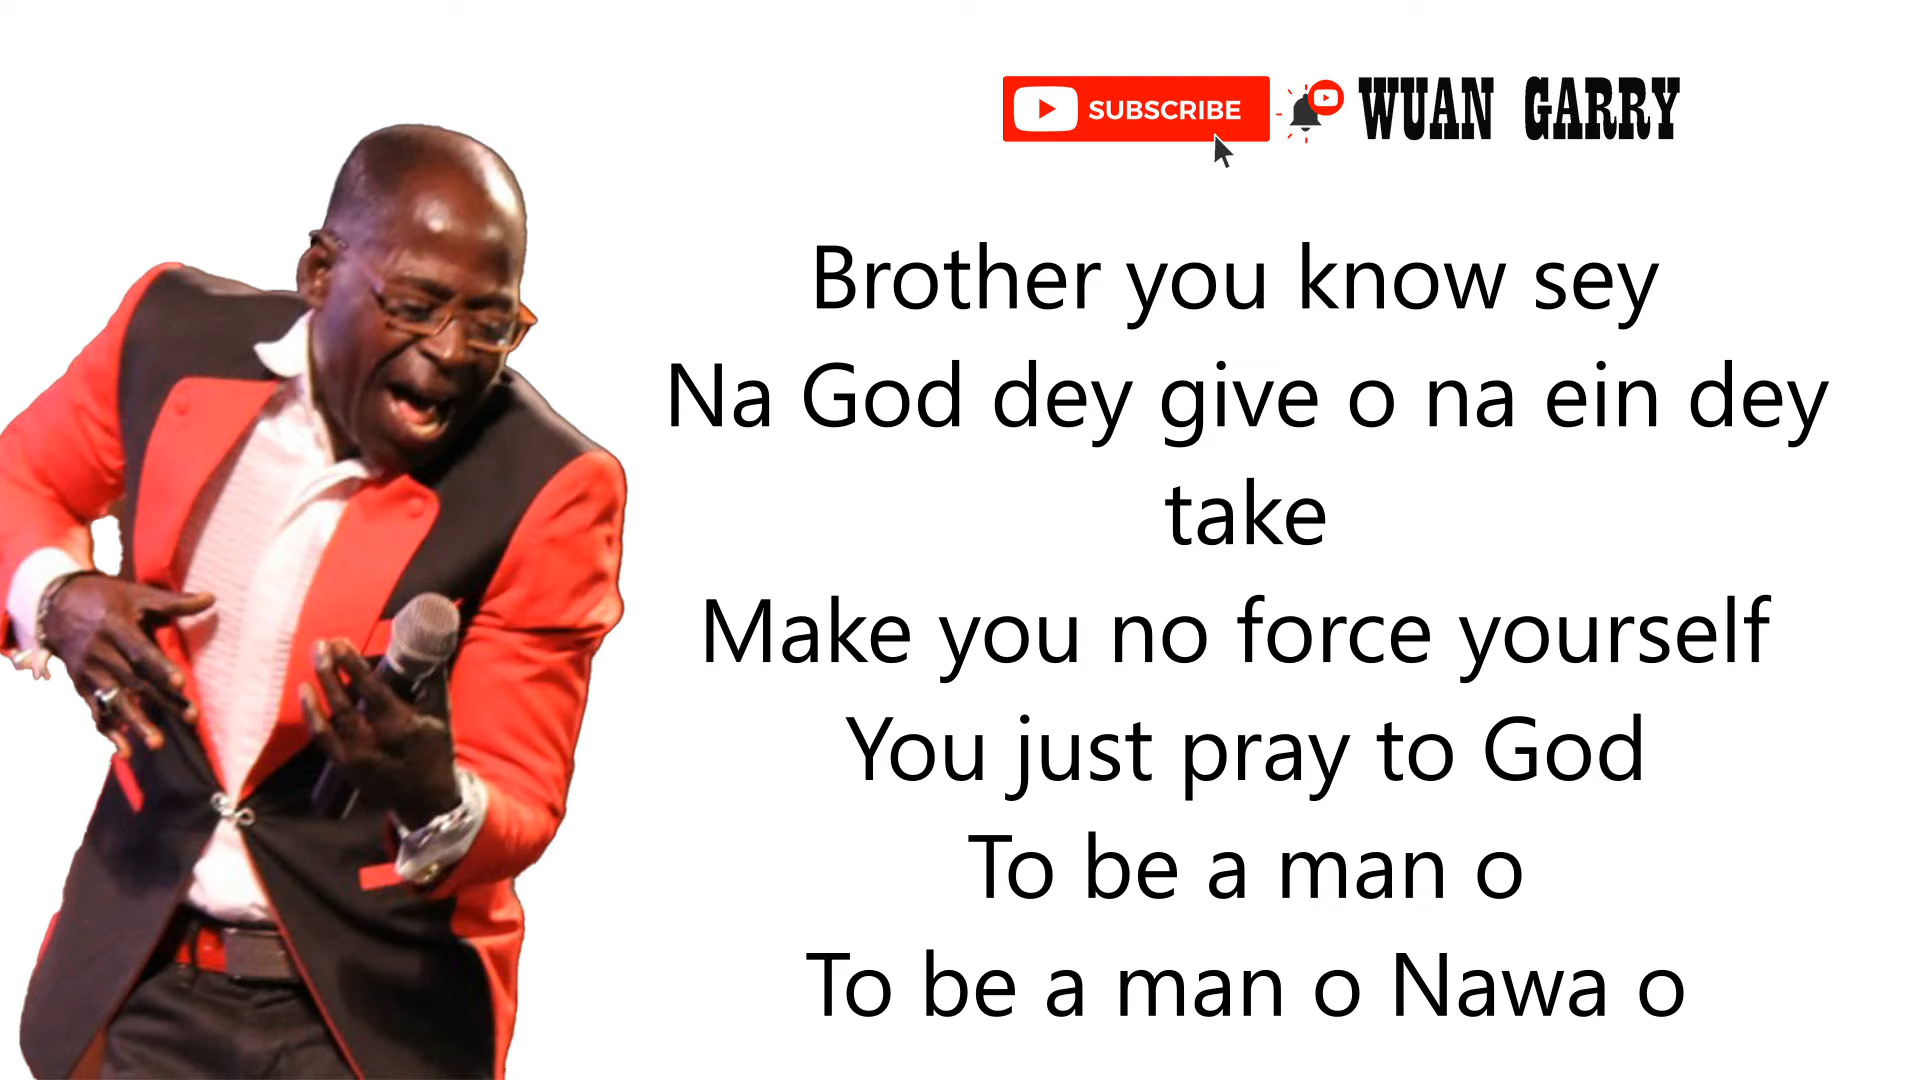 SUBSCRIBE WUAN GARRY
Brother you know sey
Na God dey give o na ein dey
take
Make you no force yourself
You just pray to God
To be a man o
To be a man o Nawa o